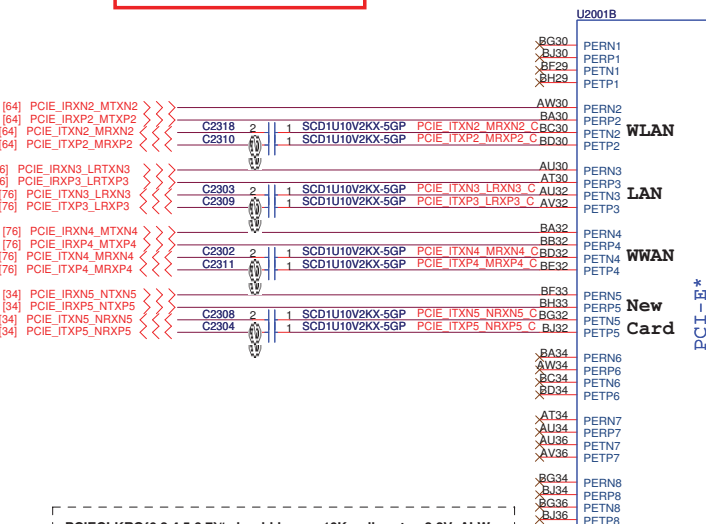 U2001B
BG30 PERN1
BJ30 PERP1
BF29 PETN1
BH29 PETP1
[64] PCIE_IRXN2_MTXN2 AW30 PERN2
[64] PCIE_IRXP2_MTXP2 BA30 PERP2
[64] PCIE_ITXN2_MRXN2 C2318 2 1 SCD1U10V2KX-5GP PCIE_ITXN2_MRXN2_C BC30 PETN2 WLAN
[64] PCIE_ITXP2_MRXP2 C2310 2 1 SCD1U10V2KX-5GP PCIE_ITXP2_MRXP2_C BD30 PETP2
6] PCIE_IRXN3_LRTXN3 AU30 PERN3
6] PCIE_IRXP3_LRTXP3 AT30 PERP3
[76] PCIE_ITXN3_LRXN3 C2303 2 1 SCD1U10V2KX-5GP PCIE_ITXN3_LRXN3_C AU32 PETN3 LAN
[76] PCIE_ITXP3_LRXP3 C2309 1 SCD1U10V2KX-5GP PCIE_ITXP3_LRXP3_C AV32 PETP3
[76] PCIE_IRXN4_MTXN4 BA32 PERN4
[76] PCIE_IRXP4_MTXP4 BB32 PERP4
[76] PCIE_ITXN4_MRXN4 C2302 2 1 SCD1U10V2KX-5GP PCIE_ITXN4_MRXN4_C BD32 PETN4 WWAN
[76] PCIE_ITXP4_MRXP4 C2311 1 SCD1U10V2KX-5GP PCIE_ITXP4_MRXP4_C BE32 PETP4
[34] PCIE_IRXN5_NTXN5 BF33 PERN5
[34] PCIE_IRXP5_NTXP5 BH33 PERP5 New
[34] PCIE_ITXN5_NRXN5 C2308 2 1 SCD1U10V2KX-5GP PCIE_ITXN5_NRXN5_C BG32 PETN5
[34] PCIE_ITXP5_NRXP5 C2304 1 SCD1U10V2KX-5GP PCIE_ITXP5_NRXP5_C BJ32 PETP5 Card
PCI-E*
BA34 PERN6
AW34 PERP6
BC34 PETN6
BD34 PETP6
AT34 PERN7
AU34 PERP7
AU36 PETN7
AV36 PETP7
BG34 PERN8
BJ34 PERP8
BG36 PETN8
BJ36 PETP8